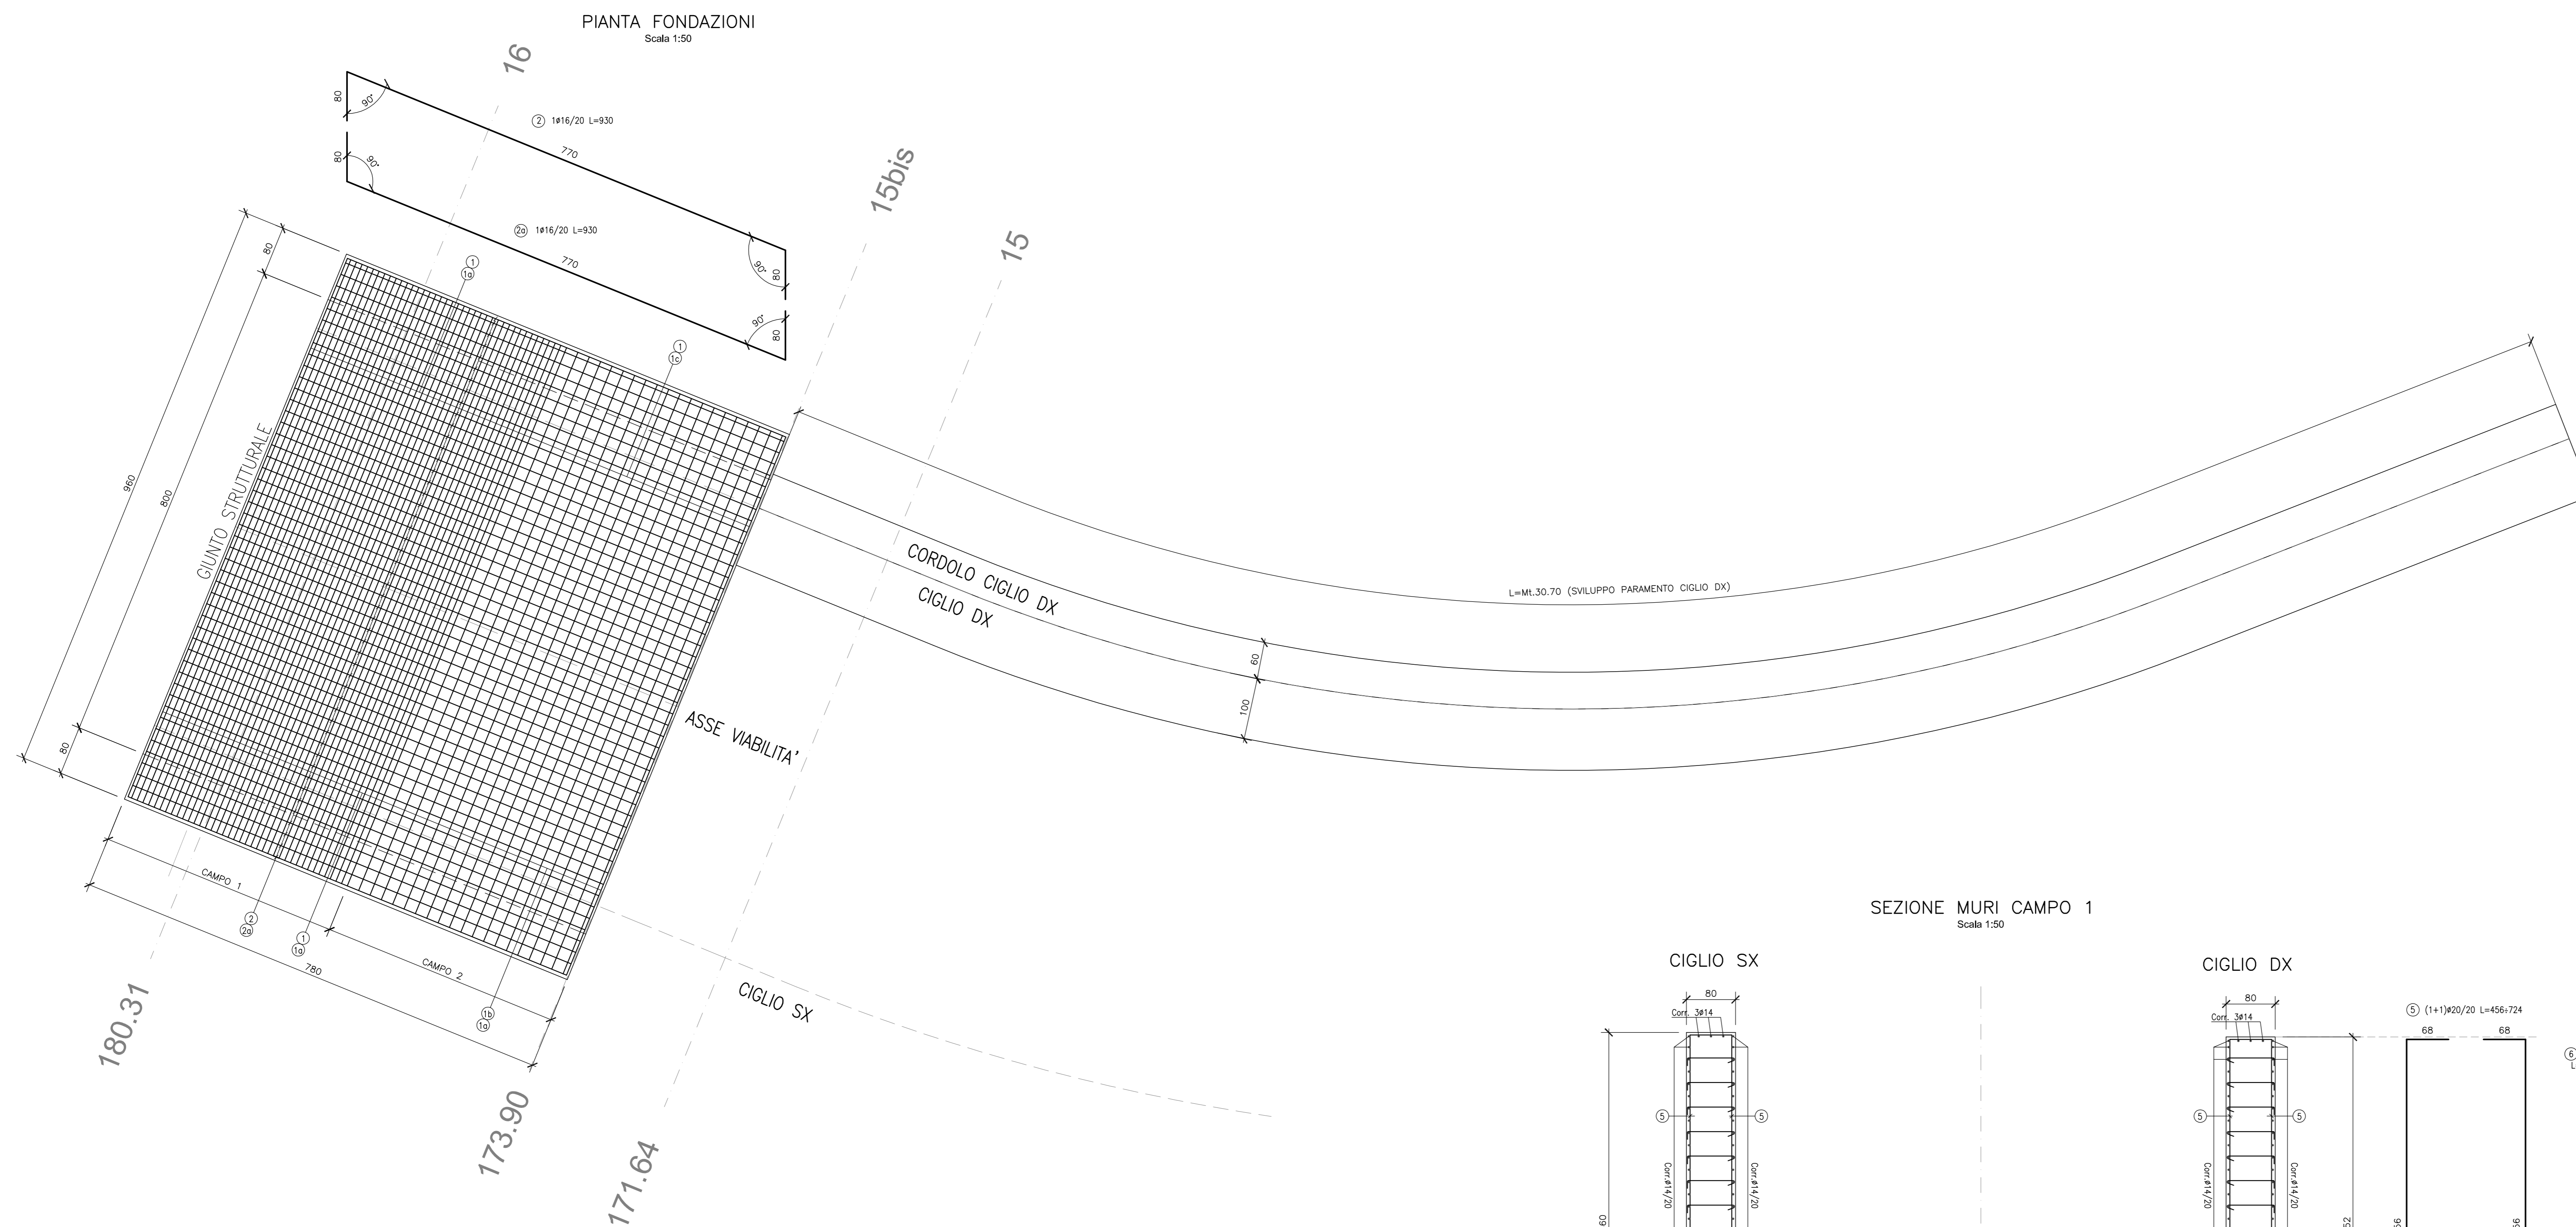 PIANTA FONDAZIONI
Scala 1:50
16
80
90°
2 1ø16/20 L=930
770
80
90°
15bis
2a 1ø16/20 L=930
770
90°
80
15
80
1
1a
90°
80
1
1c
960
800
GIUNTO STRUTTURALE
CORDOLO CIGLIO DX
CIGLIO DX
L=Mt.30.70 (SVILUPPO PARAMENTO CIGLIO DX)
60
100
ASSE VIABILITA'
80
CAMPO 1
2
2a
1
1a
780
CAMPO 2
1b
1a
CIGLIO SX
180.31
173.90
171.64
SEZIONE MURI CAMPO 1
Scala 1:50
CIGLIO SX
80
Corr. 3ø14
5
5
Corr.ø14/20
Corr.ø14/20
60
CIGLIO DX
80
Corr. 3ø14
5
5
Corr.ø14/20
Corr.ø14/20
52
5 (1+1)ø20/20 L=456÷724
68
68
56
56
6
L